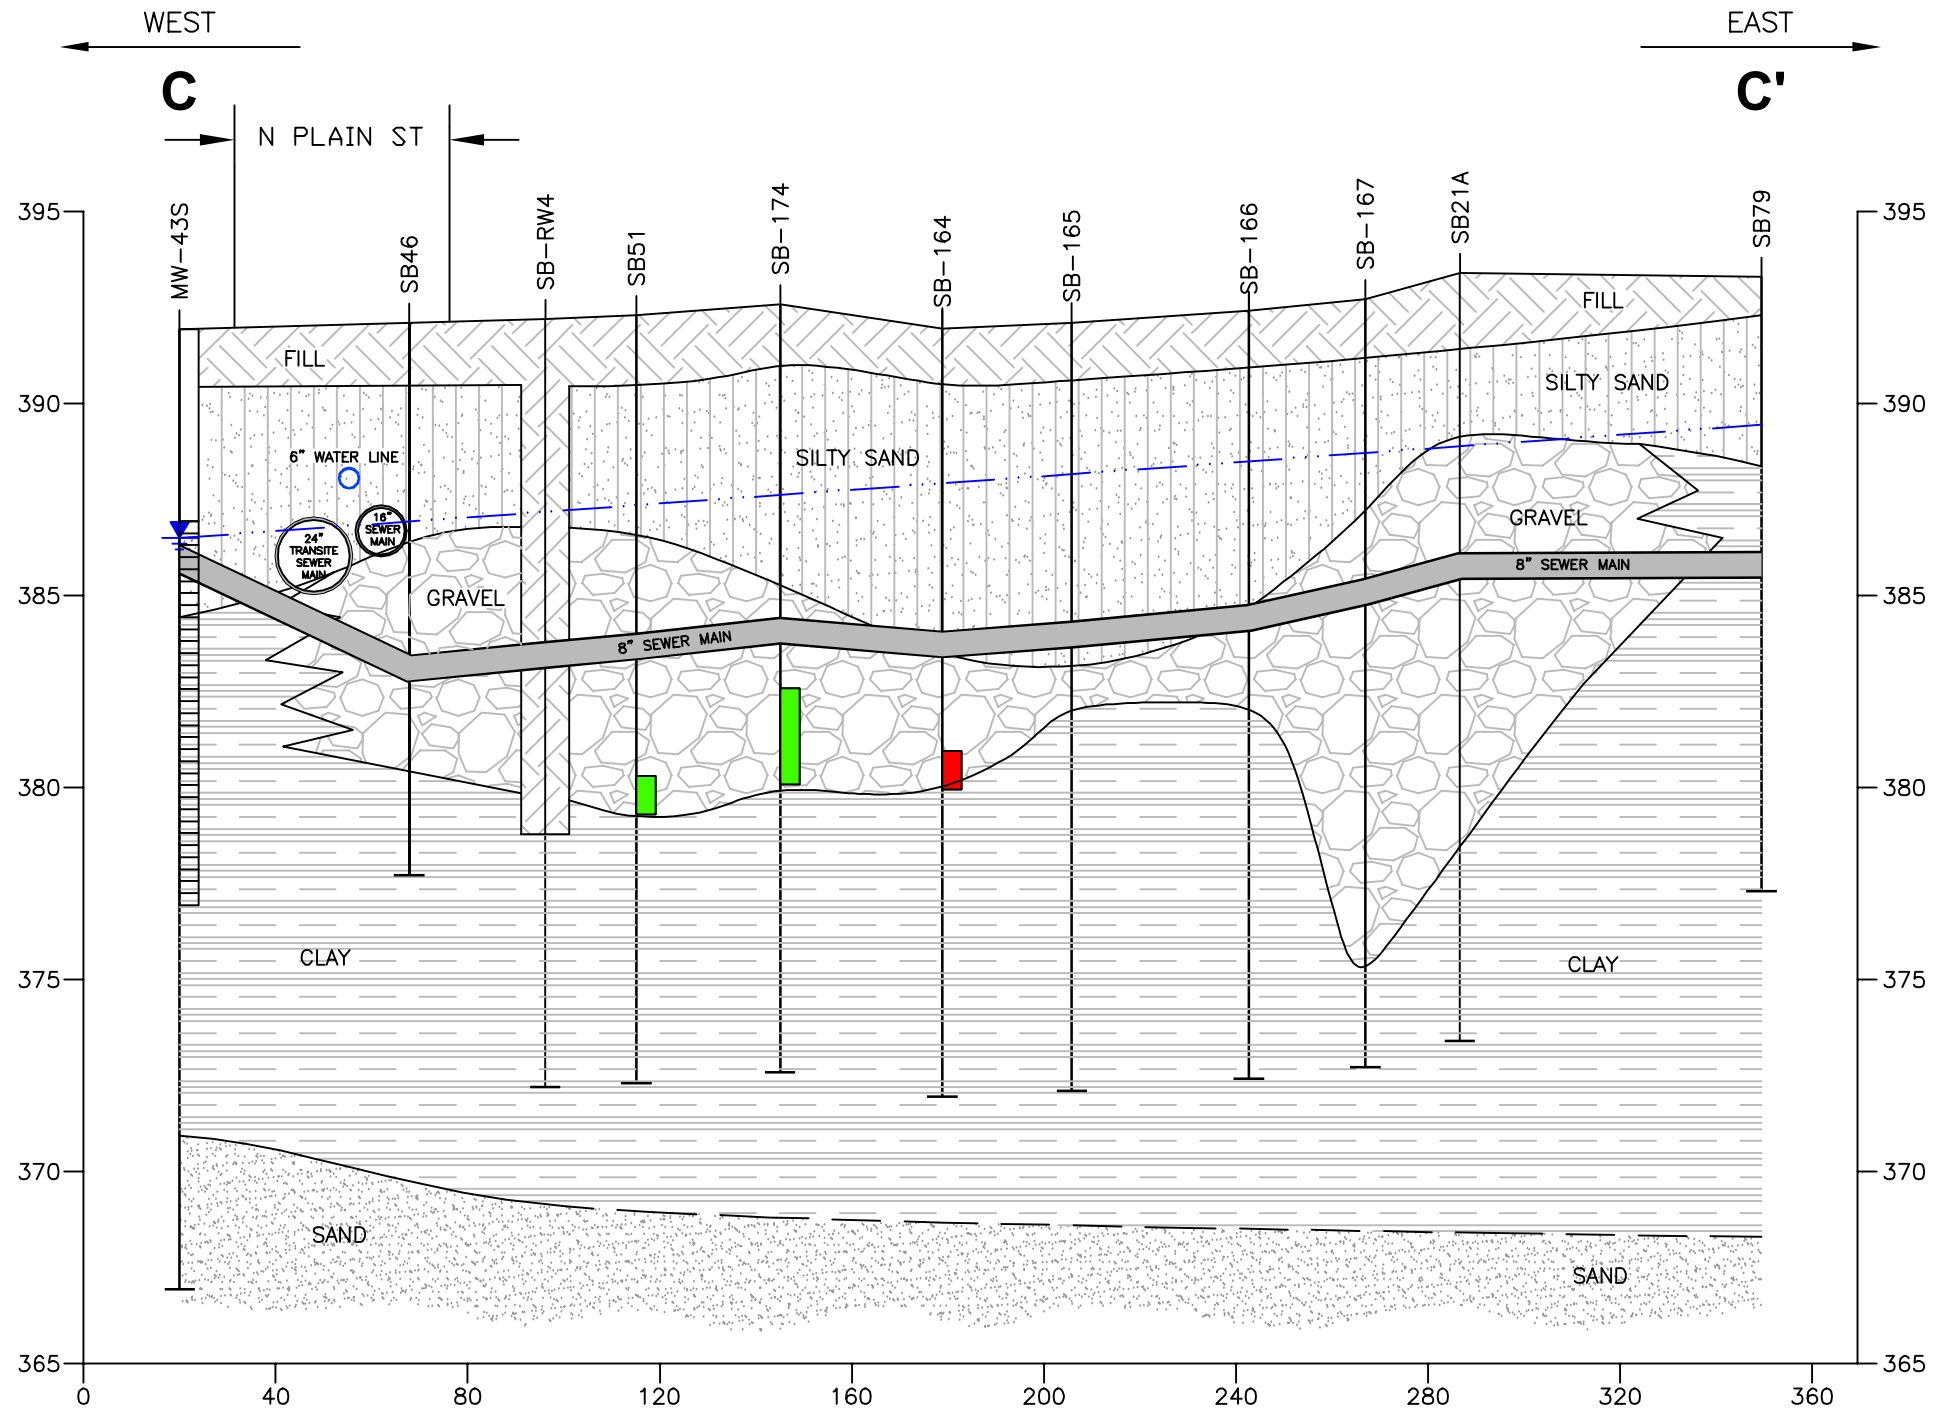 WEST
EAST
C
C'
N PLAIN ST
MW-43S
SB46
SB-RW4
SB51
SB-174
SB-164
SB-165
SB-166
SB-167
SB21A
SB79
395
395
390
390
385
385
380
380
375
375
370
370
365
365
FILL
FILL
SILTY SAND
SILTY SAND
6" WATER LINE
16"
SEWER
MAIN
24"
TRANSITE
SEWER
MAIN
GRAVEL
GRAVEL
8" SEWER MAIN
8" SEWER MAIN
CLAY
CLAY
SAND
SAND
0
40
80
120
160
200
240
280
320
360